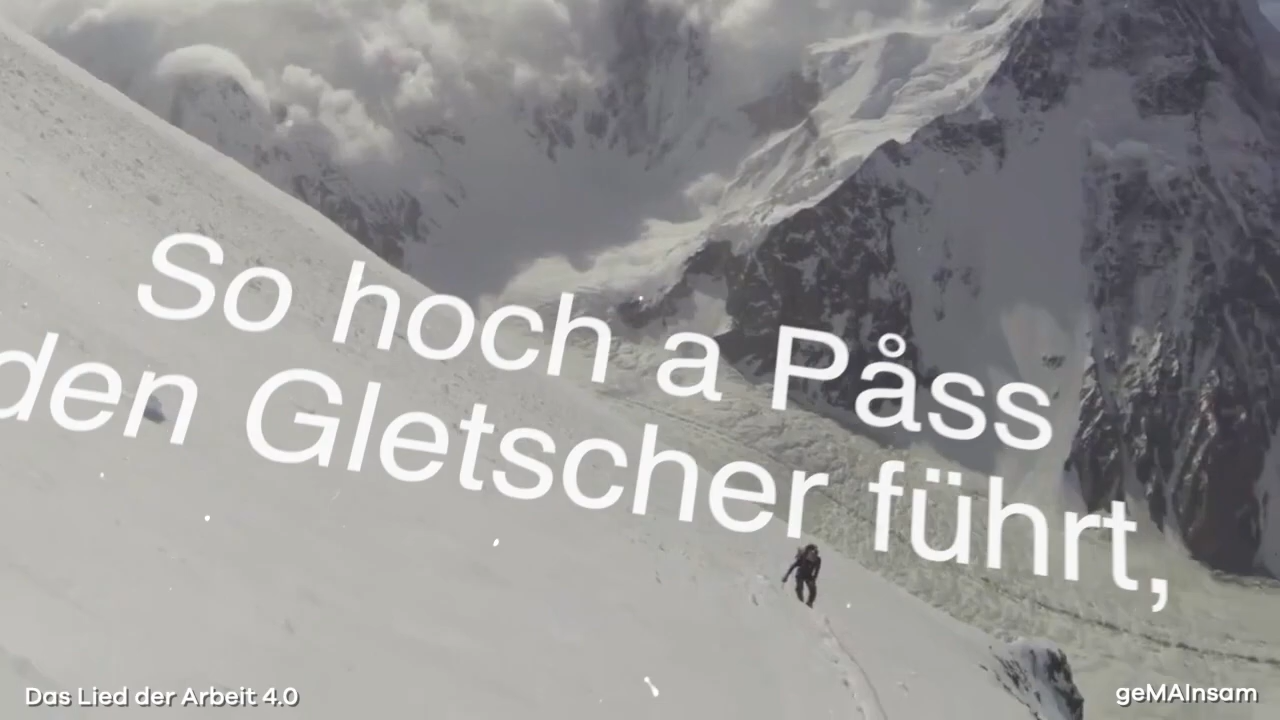 So hoch a Påss
den Gletscher führt,
Das Lied der Arbeit 4.0
geMAInsam